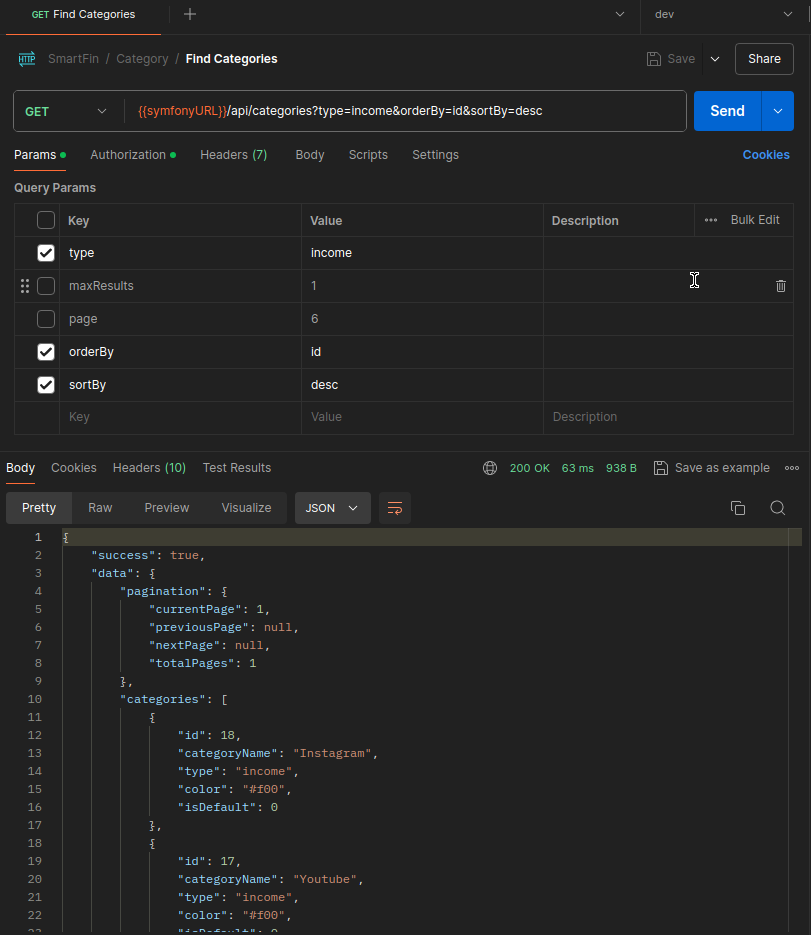 GET Find Categories
dev
HTTP SmartFin / Category / Find Categories
Save
Share
GET
{{symfonyURL}}/api/categories?type=income&orderBy=id&sortBy=desc
Send
Params
Authorization
Headers (7)
Body
Scripts
Settings
Cookies
Query Params
Key Value Description Bulk Edit
type income
maxResults 1
page 6
orderBy id
sortBy desc
Key Value Description
Body Cookies Headers (10) Test Results 200 OK 63 ms 938 B Save as example
Pretty Raw Preview Visualize JSON
1 {
2 "success": true,
3 "data": {
4 "pagination": {
5 "currentPage": 1,
6 "previousPage": null,
7 "nextPage": null,
8 "totalPages": 1
9 },
10 "categories": [
11 {
12 "id": 18,
13 "categoryName": "Instagram",
14 "type": "income",
15 "color": "#f00",
16 "isDefault": 0
17 },
18 {
19 "id": 17,
20 "categoryName": "Youtube",
21 "type": "income",
22 "color": "#f00",